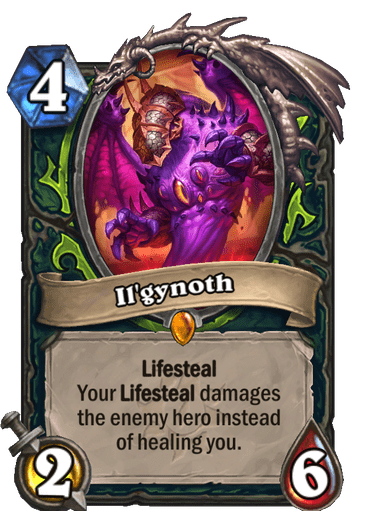 4
Il'gynoth
Lifesteal
Your Lifesteal damages
the enemy hero instead
of healing you.
2
6